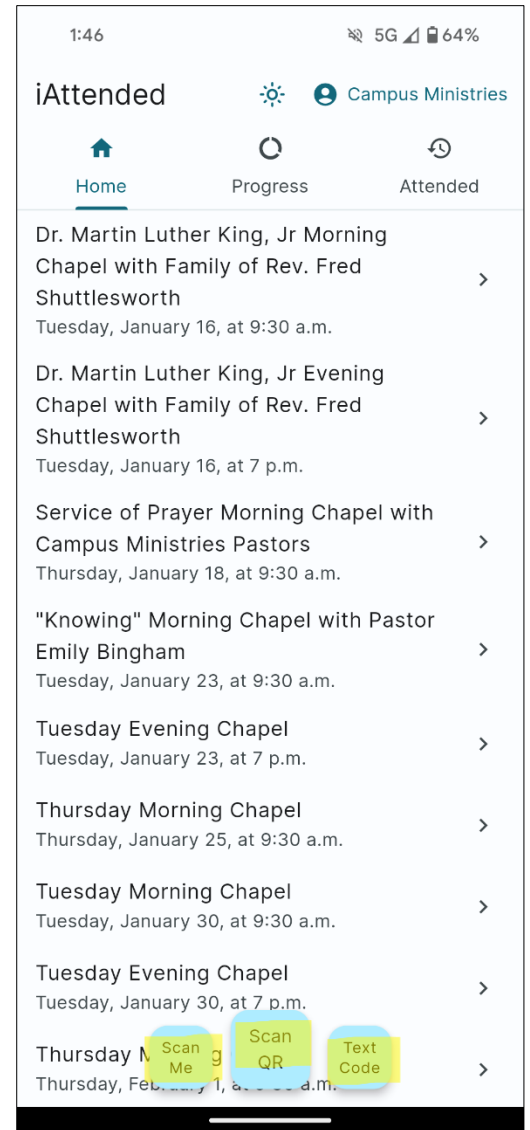 1:46 5G 64%
iAttended Campus Ministries
Home Progress Attended
Dr. Martin Luther King, Jr Morning
Chapel with Family of Rev. Fred
Shuttlesworth
Tuesday, January 16, at 9:30 a.m.
Dr. Martin Luther King, Jr Evening
Chapel with Family of Rev. Fred
Shuttlesworth
Tuesday, January 16, at 7 p.m.
Service of Prayer Morning Chapel with
Campus Ministries Pastors
Thursday, January 18, at 9:30 a.m.
"Knowing" Morning Chapel with Pastor
Emily Bingham
Tuesday, January 23, at 9:30 a.m.
Tuesday Evening Chapel
Tuesday, January 23, at 7 p.m.
Thursday Morning Chapel
Thursday, January 25, at 9:30 a.m.
Tuesday Morning Chapel
Tuesday, January 30, at 9:30 a.m.
Tuesday Evening Chapel
Tuesday, January 30, at 7 p.m.
Thursday
Thursday, 1, a.m.
Scan
Me
Scan
QR
Text
Code